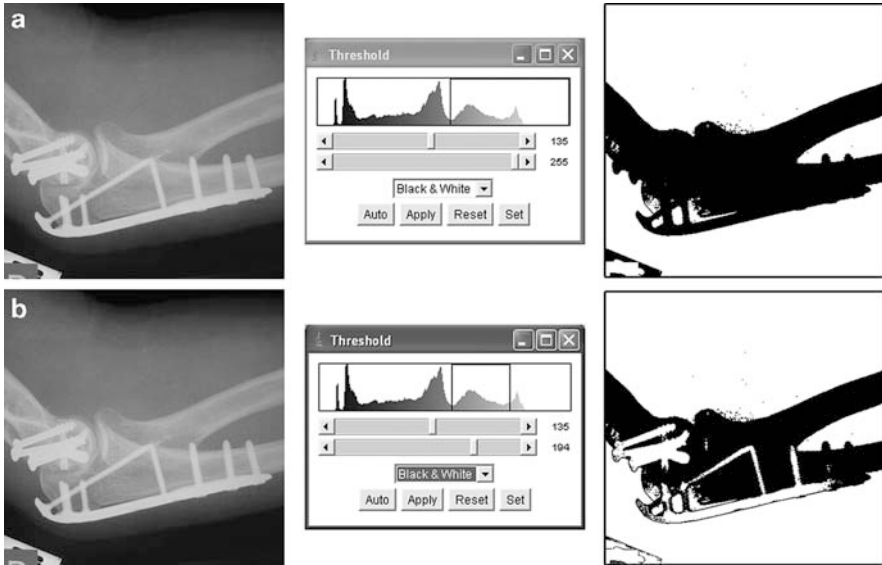 a
Threshold
135
255
Black & White
Auto Apply Reset Set
b
Threshold
135
194
Black & White
Auto Apply Reset Set